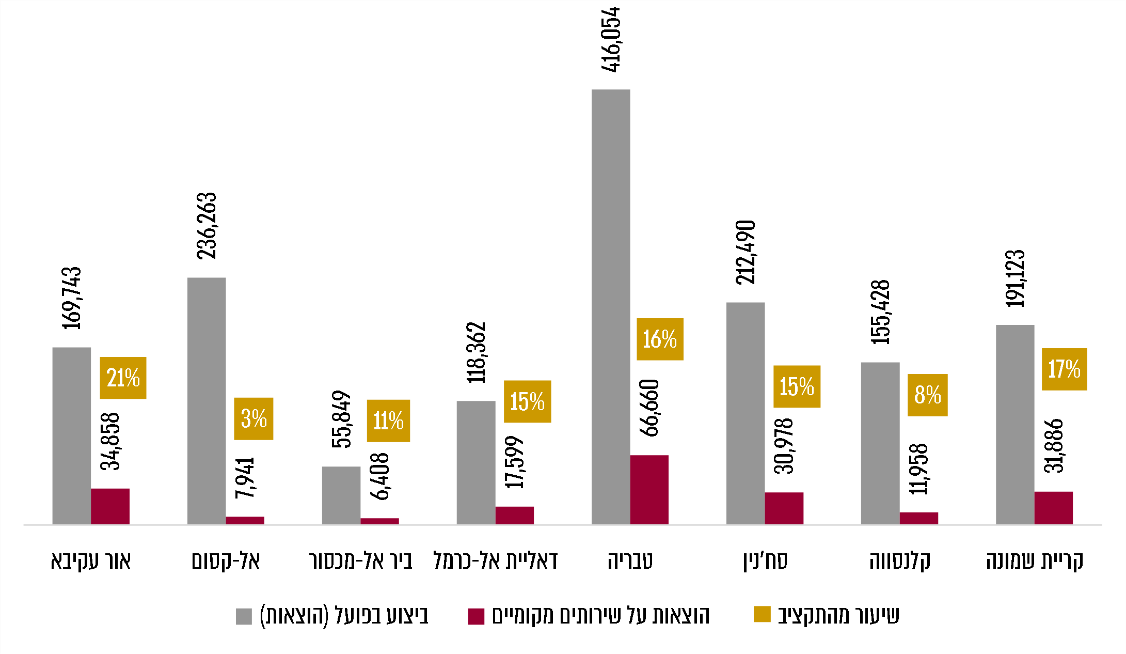 416,054
236,263
212,490
191,123
169,743
155,428
118,362
16%
21%
17%
15%
15%
8%
3%
11%
55,849
66,660
34,858
31,886
30,978
17,599
11,958
7,941
6,408
אור עקיבא
אל-קסום
ביר אל-מכסור
דאליית אל-כרמל
טבריה
סח'נין
קלנסווה
קריית שמונה
ביצוע בפועל (הוצאות)
הוצאות על שירותים מקומיים
שיעור מהתקציב